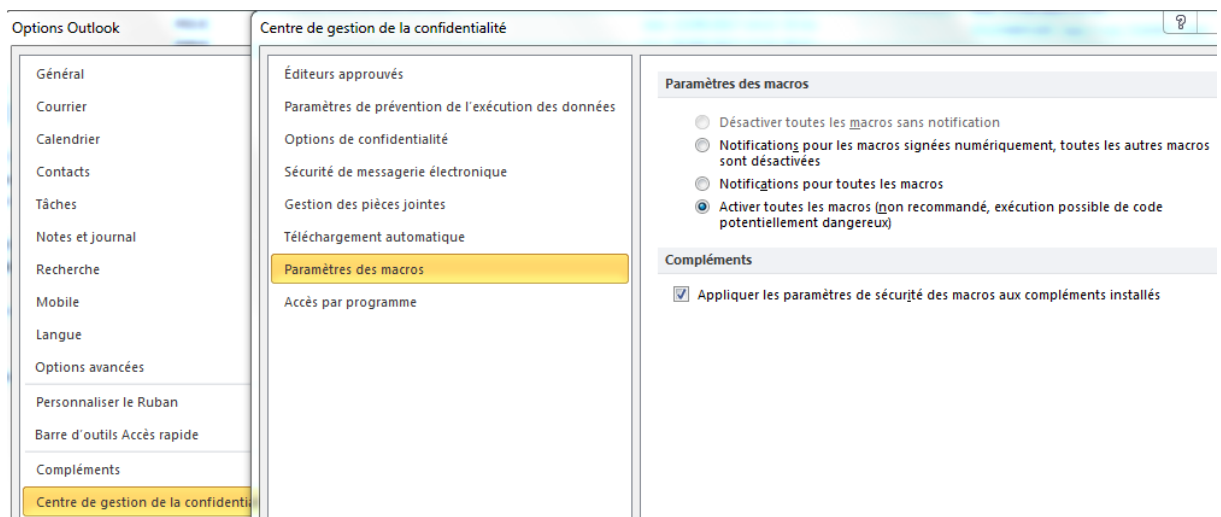 Options Outlook
Centre de gestion de la confidentialité
?
Général
Courrier
Calendrier
Contacts
Tâches
Notes et journal
Recherche
Mobile
Langue
Options avancées
Personnaliser le Ruban
Barre d'outils Accès rapide
Compléments
Centre de gestion de la confidentia
Éditeurs approuvés
Paramètres de prévention de l'exécution des données
Options de confidentialité
Sécurité de messagerie électronique
Gestion des pièces jointes
Téléchargement automatique
Paramètres des macros
Accès par programme
Paramètres des macros
Désactiver toutes les macros sans notification
Notifications pour les macros signées numériquement, toutes les autres macros
sont désactivées
Notifications pour toutes les macros
Activer toutes les macros (non recommandé, exécution possible de code
potentiellement dangereux)
Compléments
Appliquer les paramètres de sécurité des macros aux compléments installés